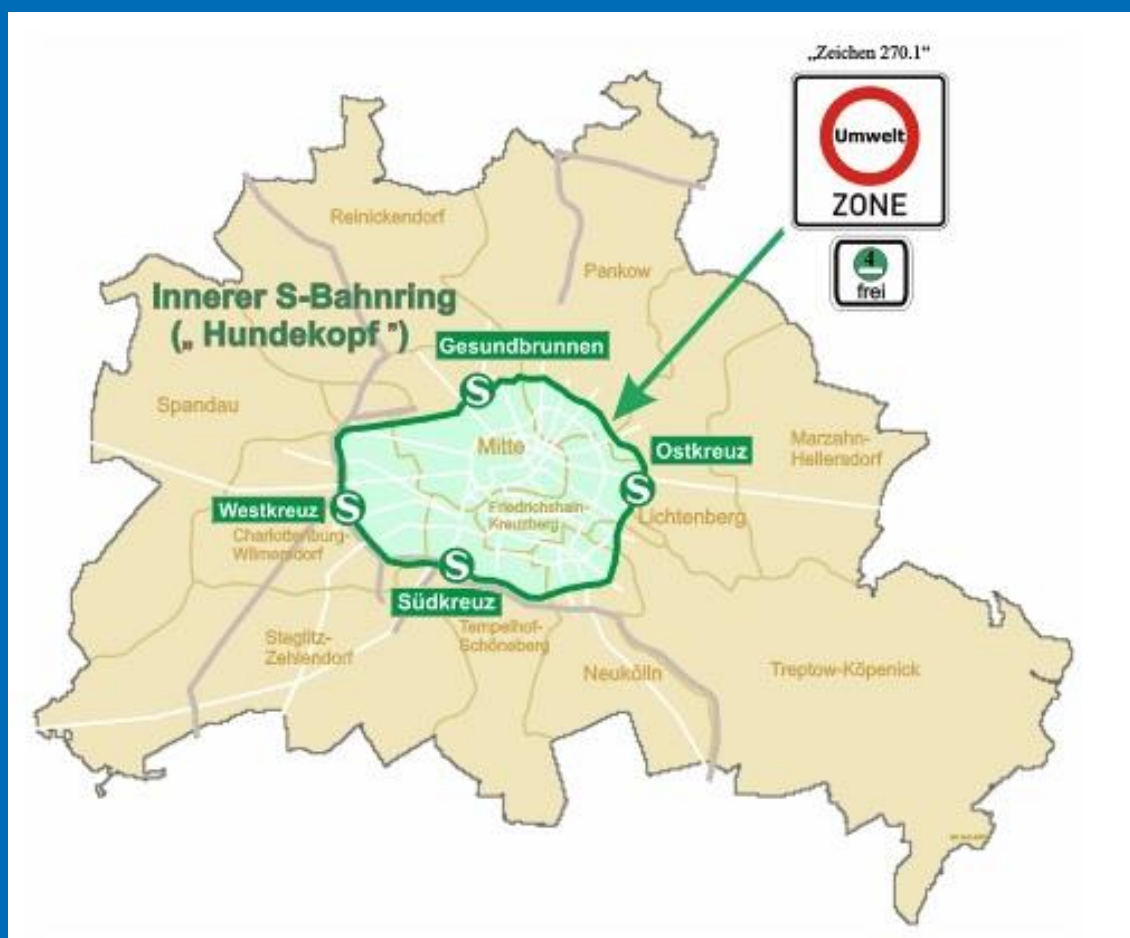 „Zeichen 270.1“
Umwelt
ZONE
4
frei
Reinickendorf
Pankow
Innerer S-Bahnring
(„ Hundekopf ”)
Gesundbrunnen
S
Spandau
Mitte
Ostkreuz
Marzahn-
Hellersdorf
S
Westkreuz
S
Friedrichshain-
Kreuzberg
Lichtenberg
Charlottenburg-
Wilmersdorf
S
Südkreuz
Steglitz-
Zehlendorf
Tempelhof-
Schöneberg
Neukölln
Treptow-Köpenick